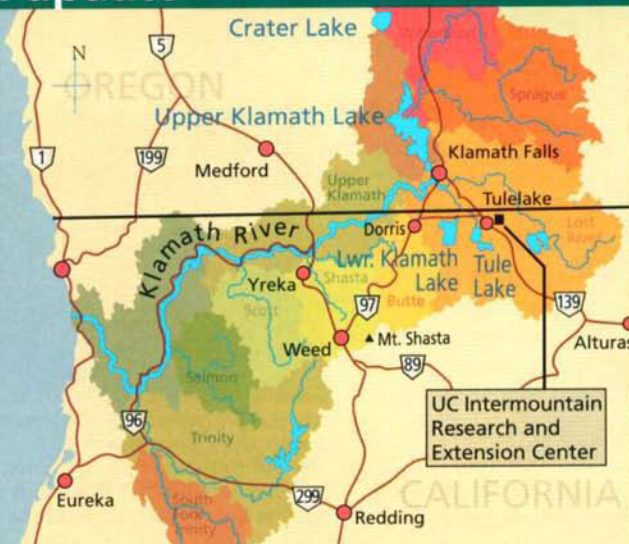 Crater Lake
N
5
OREGON
Sprague
Upper Klamath Lake
1
199
Medford
Klamath Falls
Upper
Klamath
Tulelake
Klamath River
Dorris
Lost
River
Lwr. Klamath
Lake
Tule
Lake
Shasta
Yreka
Scott
97
Butte
139
Weed
Mt. Shasta
89
Alturas
Salmon
96
Trinity
UC Intermountain
Research and
Extension Center
Eureka
South
Fork
Trinity
299
CALIFORNIA
Redding